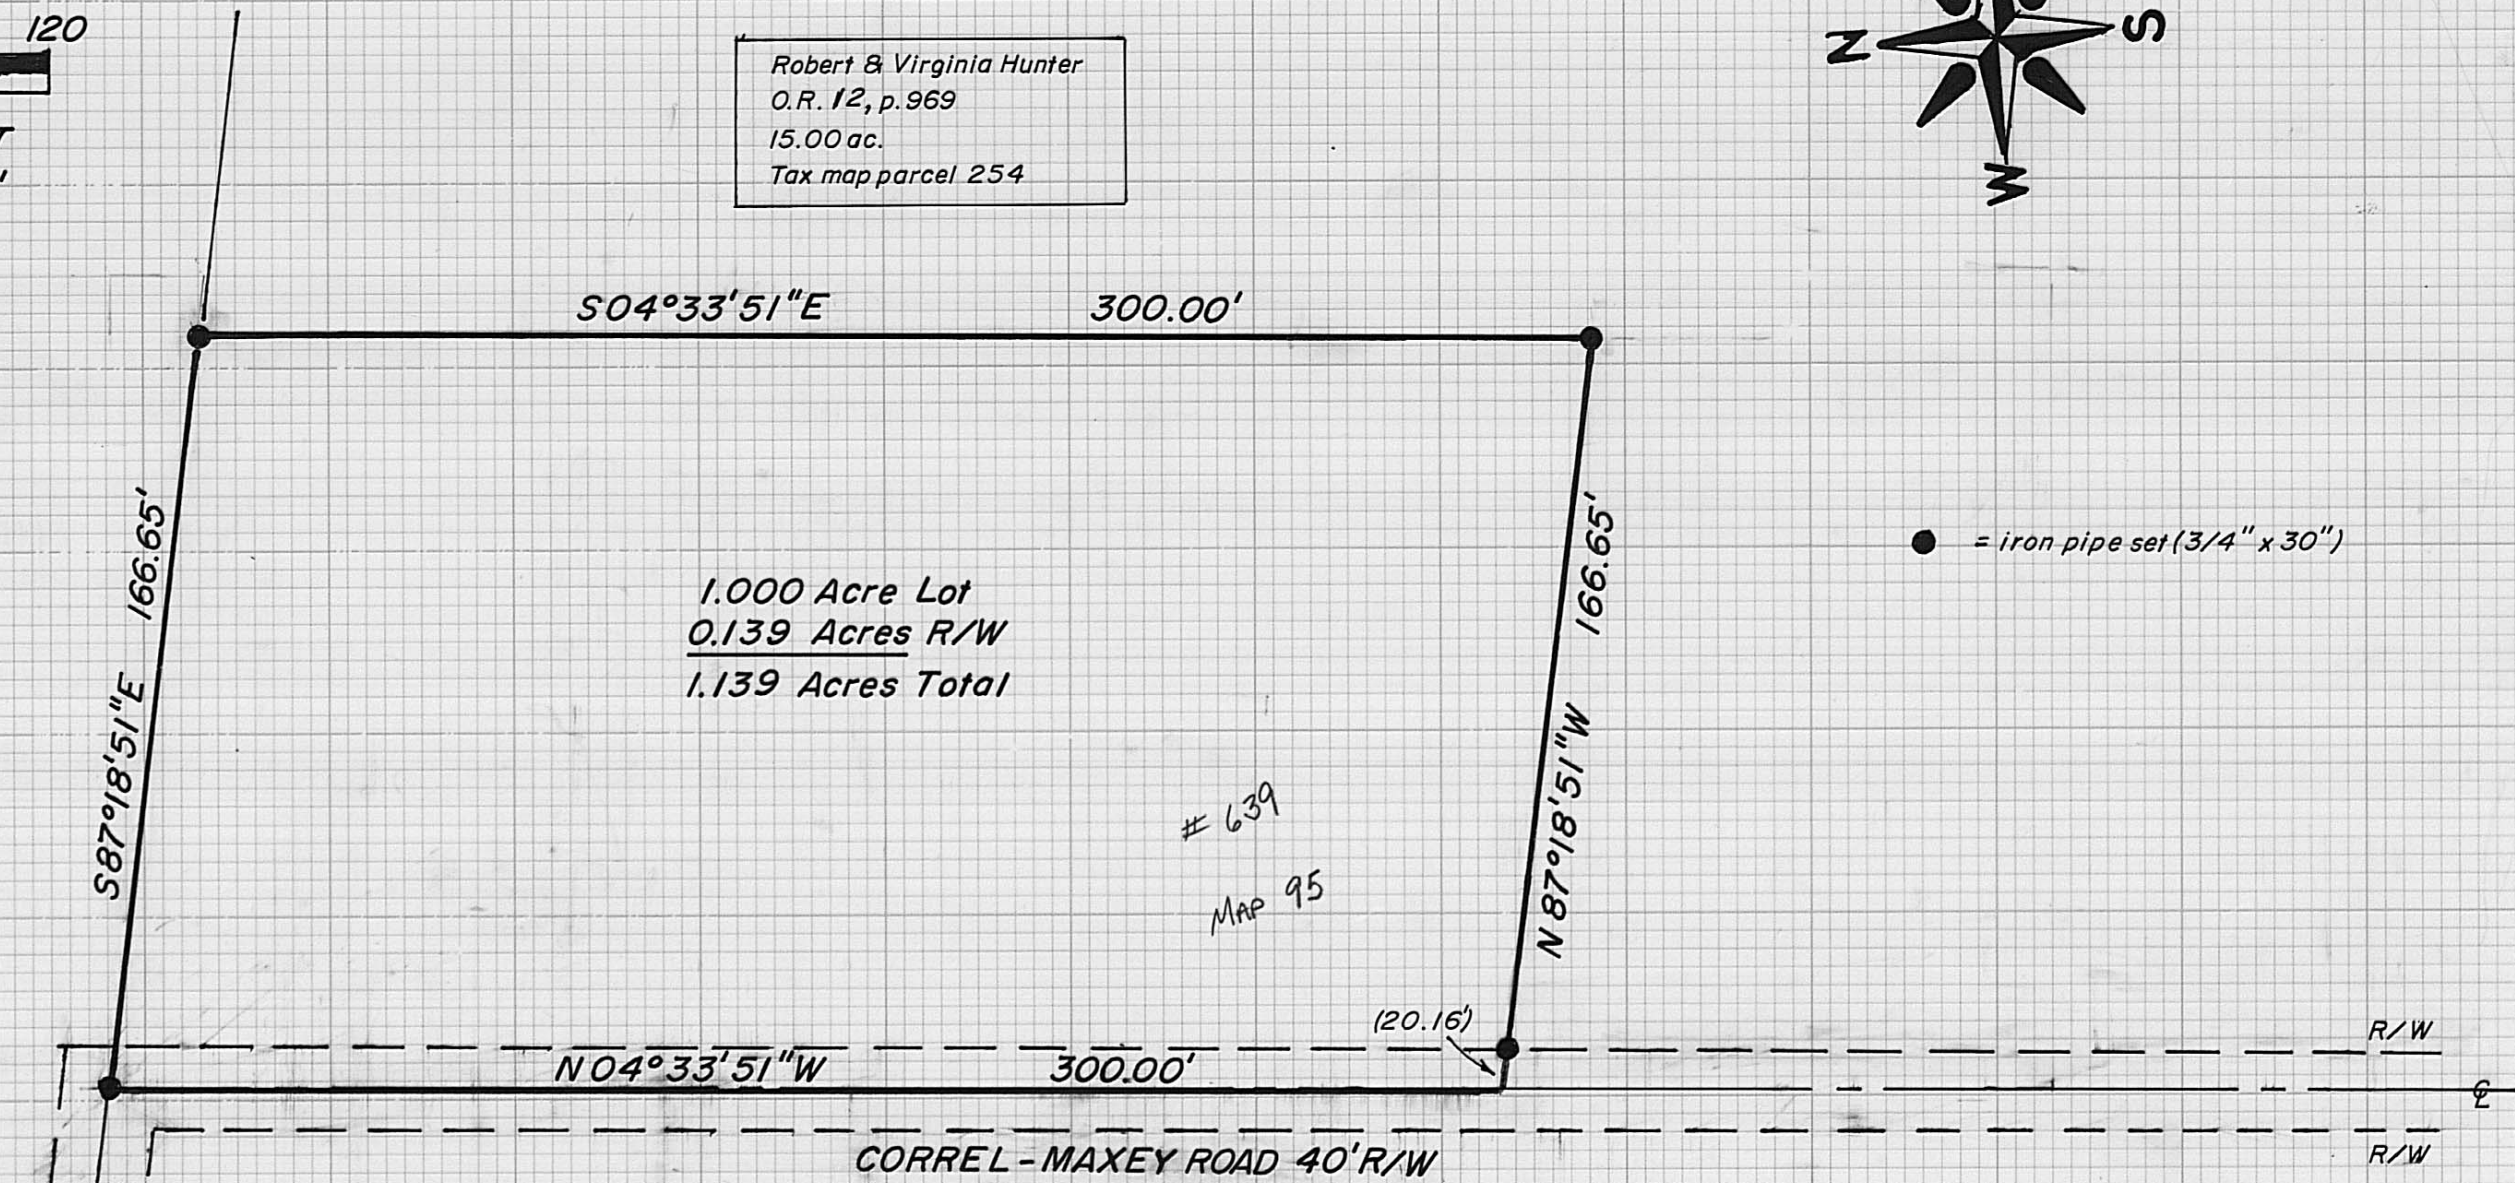 120
Robert & Virginia Hunter
O.R. 12, p.969
15.00 ac.
Tax map parcel 254
N
S
W
S04°33'51"E 300.00'
S87°18'51"E 166.65'
N 87°18'51"W 166.65'
= iron pipe set (3/4" x 30")
1.000 Acre Lot
0.139 Acres R/W
1.139 Acres Total
# 639
MAP 95
(20.16')
R/W
N04°33'51"W 300.00'
℄
CORREL-MAXEY ROAD 40'R/W
R/W